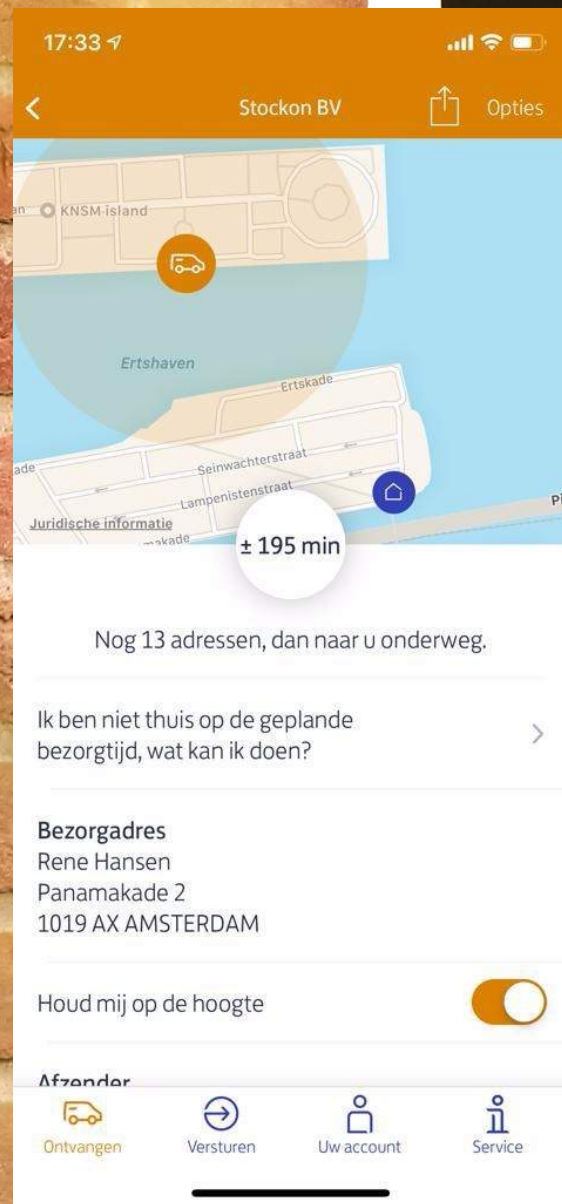 17:33
Stockon BV
Opties
KNSM island
Ertshaven
Ertskade
Seinwachterstraat
Lampenistenstraat
Juridische informatie
± 195 min
Nog 13 adressen, dan naar u onderweg.
Ik ben niet thuis op de geplande
bezorgtijd, wat kan ik doen?
Bezorgadres
Rene Hansen
Panamakade 2
1019 AX AMSTERDAM
Houd mij op de hoogte
Afzender
Ontvangen
Versturen
Uw account
Service